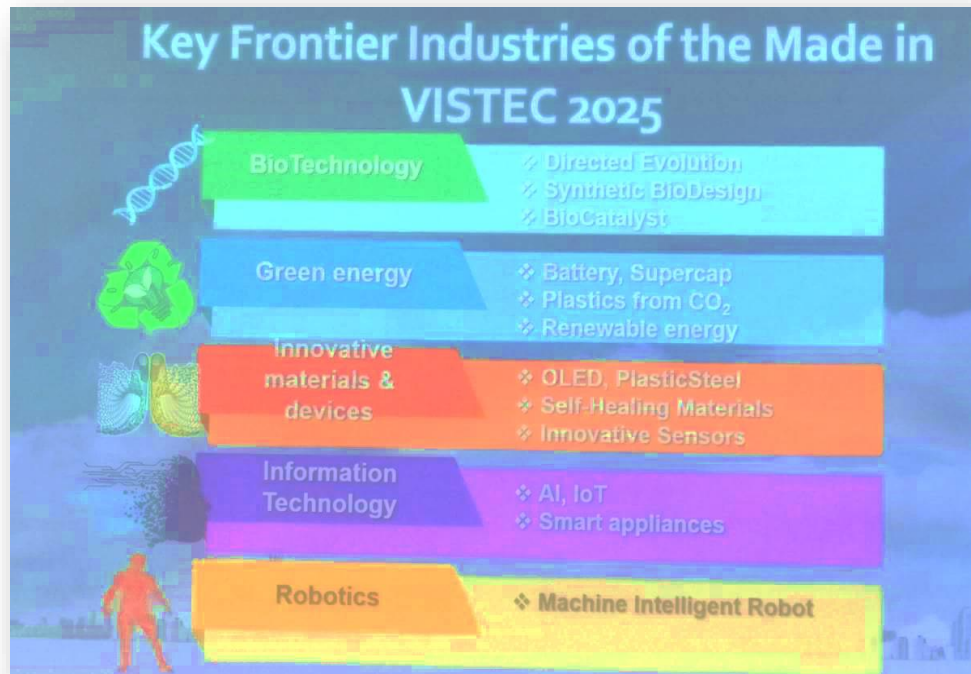 Key Frontier Industries of the Made in
VISTEC 2025
BioTechnology
❖ Directed Evolution
❖ Synthetic BioDesign
❖ BioCatalyst
Green energy
❖ Battery, Supercap
❖ Plastics from CO₂
❖ Renewable energy
Innovative
materials &
devices
❖ OLED, PlasticSteel
❖ Self-Healing Materials
❖ Innovative Sensors
Information
Technology
❖ AI, IoT
❖ Smart appliances
Robotics
❖ Machine Intelligent Robot